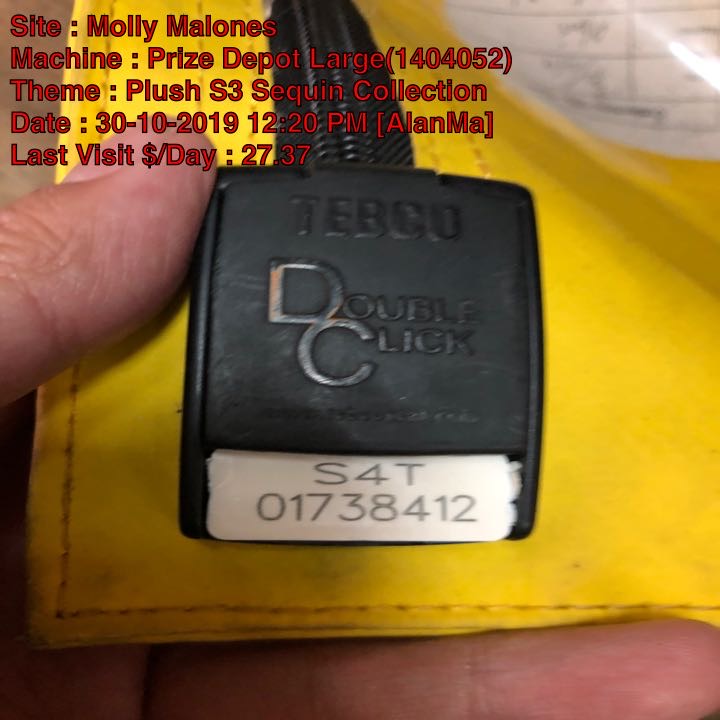 Site : Molly Malones
Machine : Prize Depot Large(1404052)
Theme : Plush S3 Sequin Collection
Date : 30-10-2019 12:20 PM [AlanMa]
Last Visit $/Day : 27.37
TEBCO
DOUBLE
CLICK
S4T
01738412